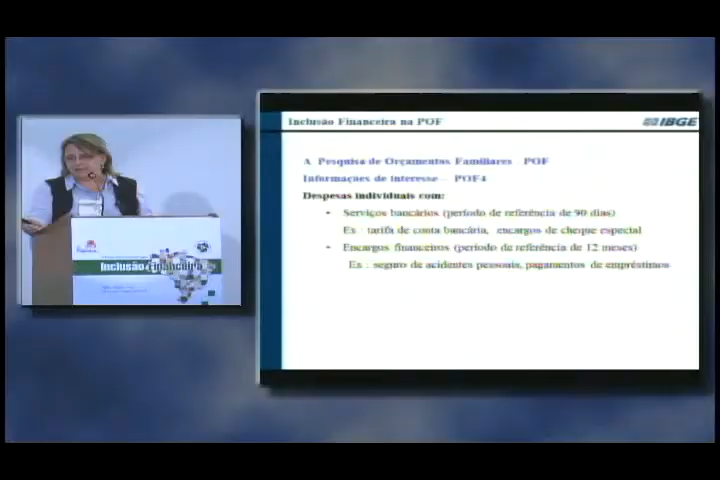 Inclusão Financeira
Inclusão Financeira na POF
IBGE
A Pesquisa de Orçamentos Familiares POF
Informações de interesse – POF4
Despesas individuais com:
• Serviços bancários (período de referência de 90 dias)
Ex : tarifa de conta bancária, encargos de cheque especial
• Encargos financeiros (período de referência de 12 meses)
Ex : seguro de acidentes pessoais, pagamentos de empréstimos